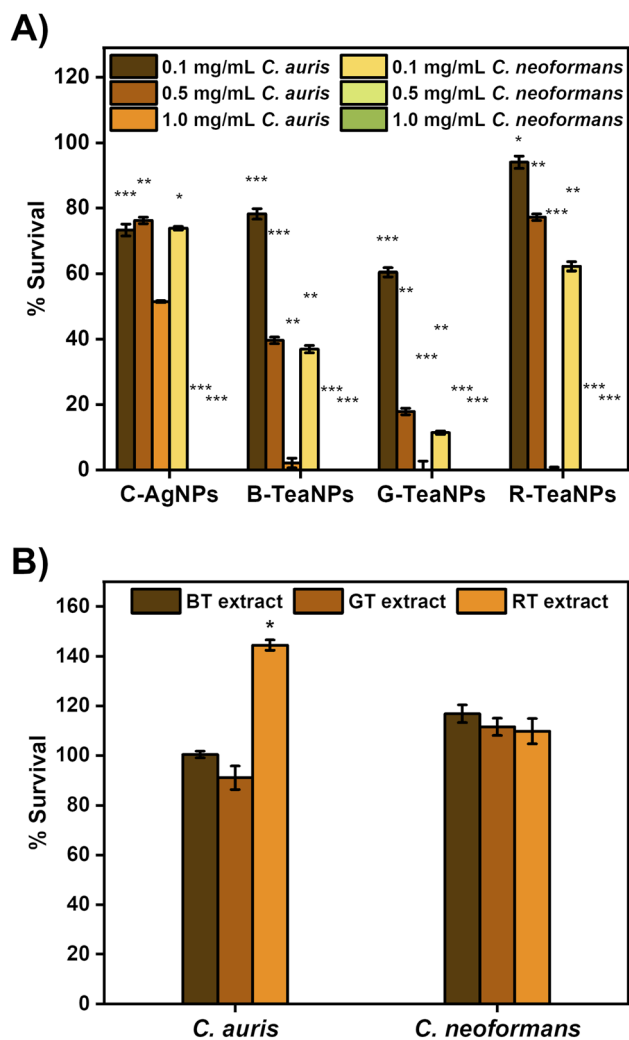 A)
0.1 mg/mL C. auris 0.1 mg/mL C. neoformans
0.5 mg/mL C. auris 0.5 mg/mL C. neoformans
1.0 mg/mL C. auris 1.0 mg/mL C. neoformans
% Survival
120
100
80
60
40
20
0
*** ** * *** *** ** ** *** ** *** ** * ** *** **
*** *** *** *** *** *** *** ***
C-AgNPs B-TeaNPs G-TeaNPs R-TeaNPs
B)
BT extract GT extract RT extract
% Survival
160
140
120
100
80
60
40
20
0
*
C. auris C. neoformans